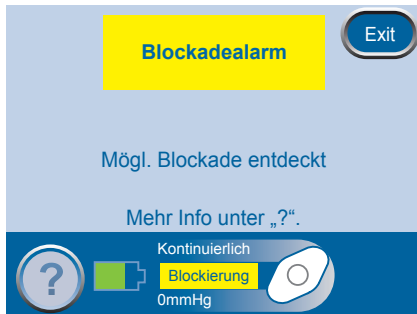 Blockadealarm
Exit
Mögl. Blockade entdeckt
Mehr Info unter „?“.
?
Kontinuierlich
Blockierung
0mmHg